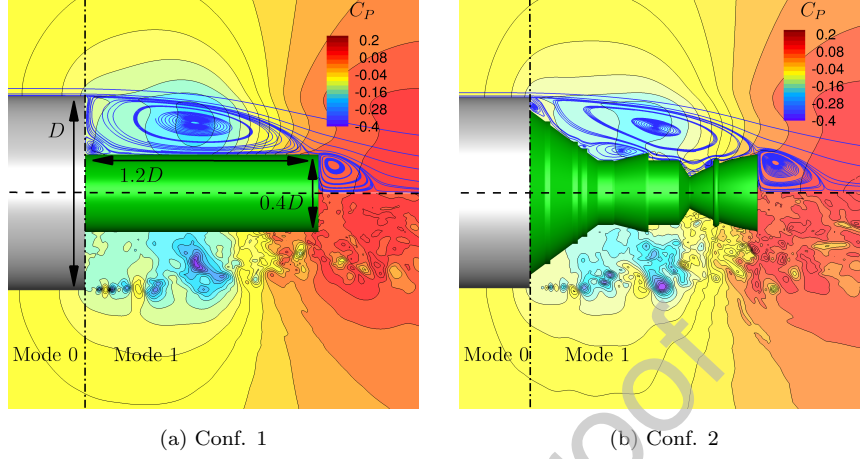 C_P
0.2
0.08
-0.04
-0.16
-0.28
-0.4
D
1.2D
0.4D
Mode 0
Mode 1
(a) Conf. 1
C_P
0.2
0.08
-0.04
-0.16
-0.28
-0.4
Mode 0
Mode 1
(b) Conf. 2
roof